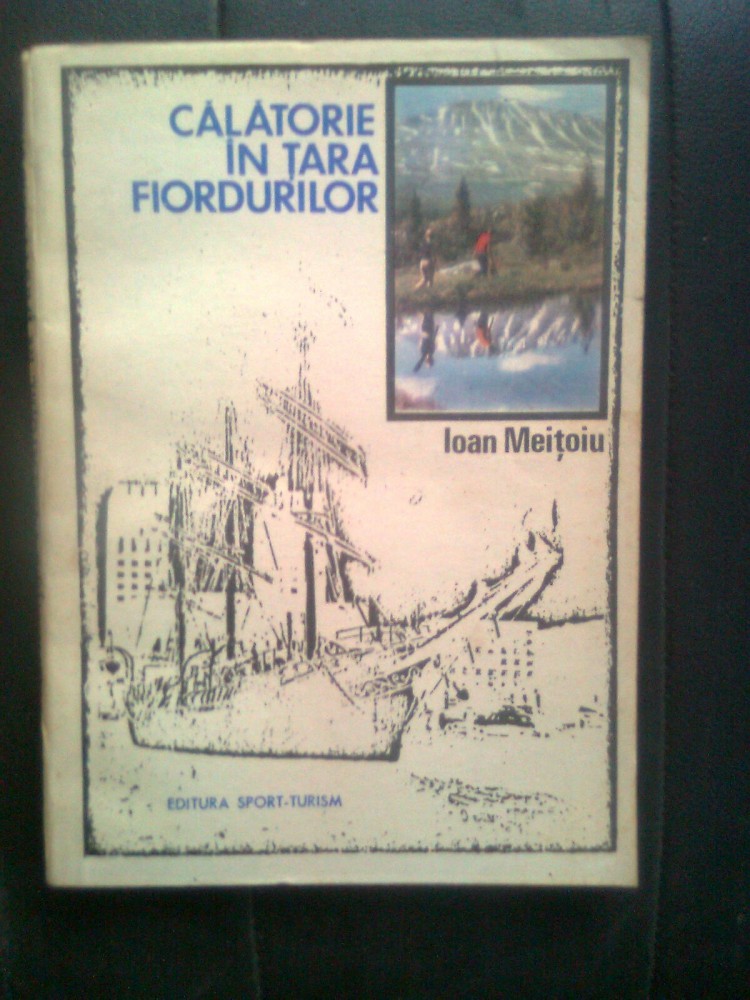 CĂLĂTORIE
ÎN ȚARA
FIORDURILOR
Ioan Meițoiu
EDITURA SPORT-TURISM